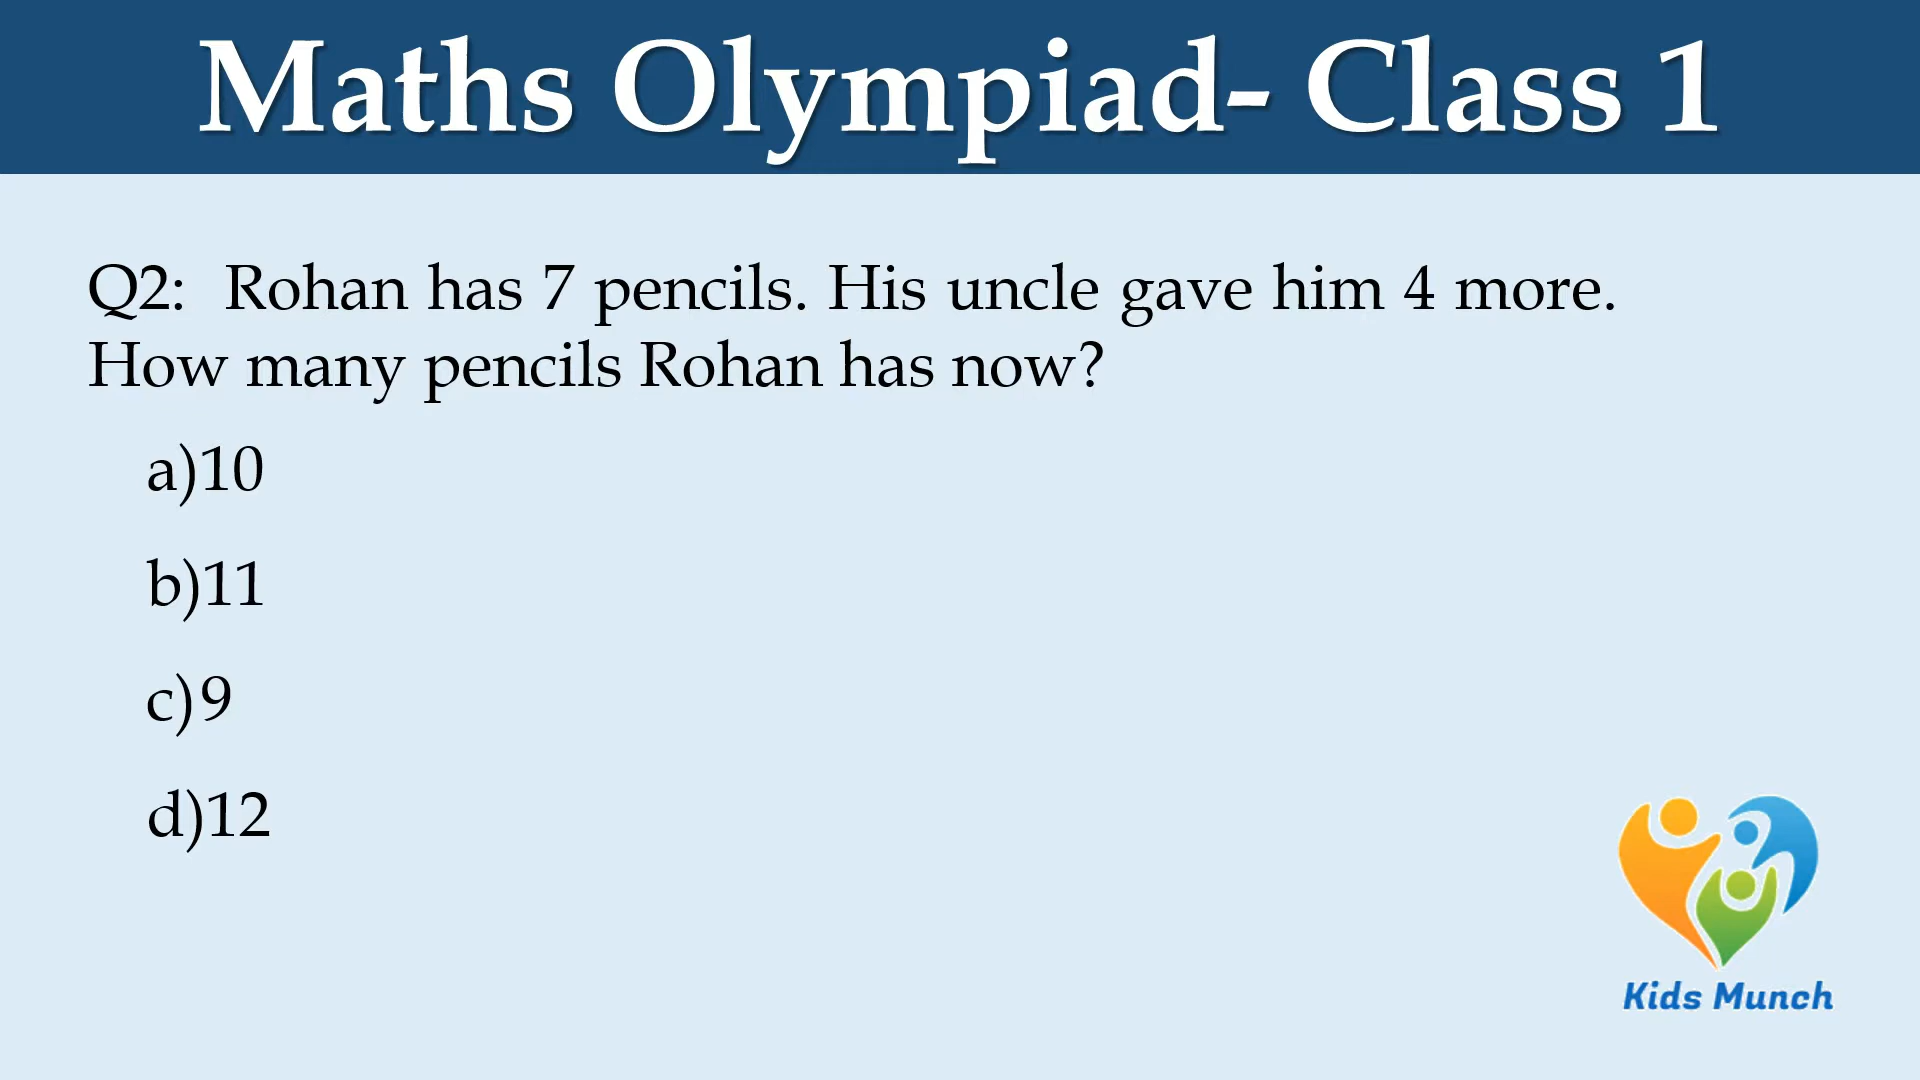 Maths Olympiad- Class 1
Q2: Rohan has 7 pencils. His uncle gave him 4 more.
How many pencils Rohan has now?
a)10
b)11
c)9
d)12
Kids Munch